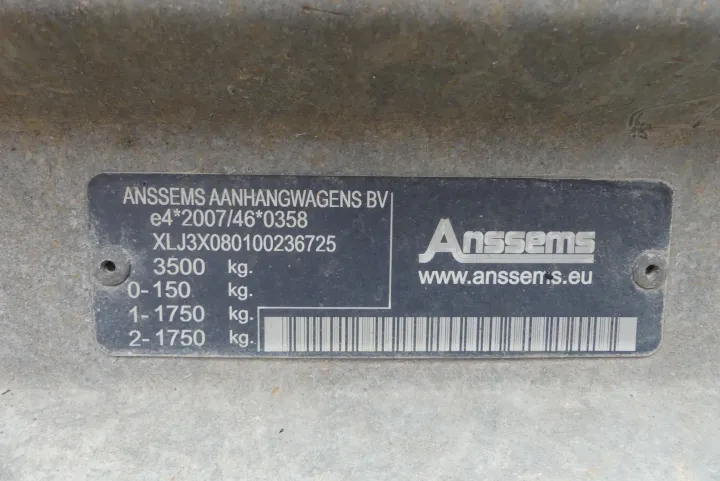 ANSSEMS AANHANGWAGENS BV
e4*2007/46*0358
XLJ3X080100236725
3500 kg.
0-150 kg.
1-1750 kg.
2-1750 kg.
Anssems
www.anssems.eu